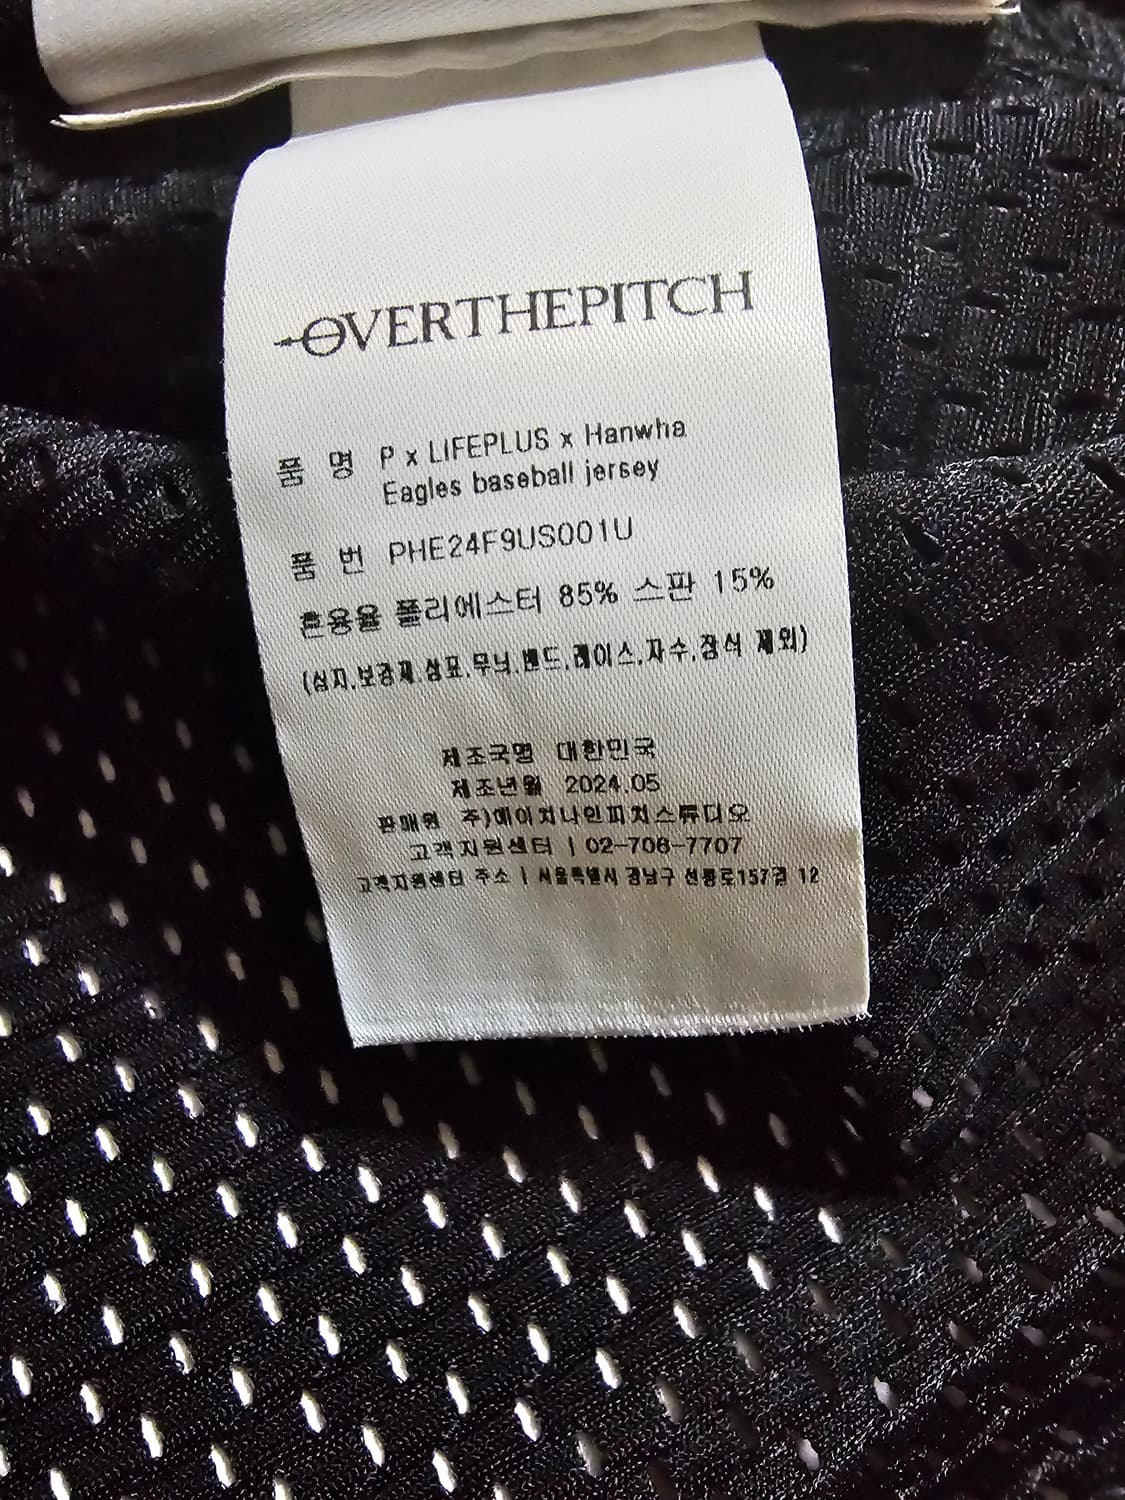 OVERTHEPITCH
품 명 P x LIFEPLUS x Hanwha
Eagles baseball jersey
품 번 PHE24F9US001U
혼용율 폴리에스터 85% 스판 15%
(심지.보강재.상표.무늬.밴드.레이스.자수.장식 제외)
제조국명 대한민국
제조년월 2024.05
판매원 주)에이치나인피치스튜디오
고객지원센터 | 02-708-7707
고객지원센터 주소 | 서울특별시 강남구 선릉로157길 12